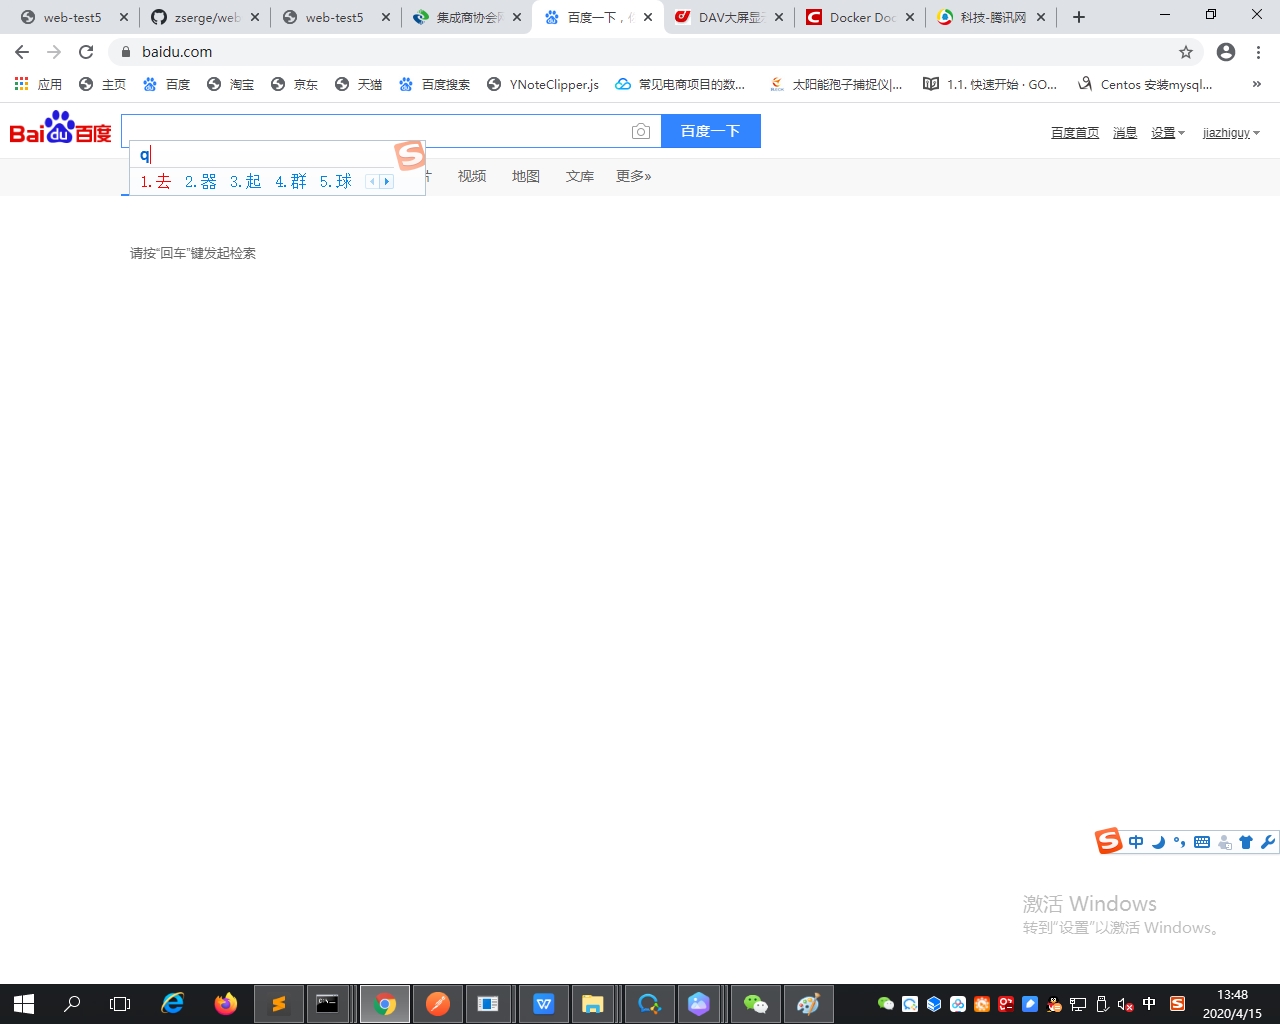 web-test5
zserge/web
web-test5
集成商协会
百度一下，
DAV大屏显
Docker Doc
科技-腾讯网
baidu.com
应用 主页 百度 淘宝 京东 天猫 百度搜索 YNoteClipper.js 常见电商项目的数... 太阳能孢子捕捉仪|... 1.1. 快速开始 · GO... Centos 安装mysql... »
Bai du 百度
百度一下
百度首页 消息 设置 jiazhiguy
q
1.去 2.器 3.起 4.群 5.球
视频 地图 文库 更多»
请按“回车”键发起检索
中
激活 Windows
转到“设置”以激活 Windows。
中
13:48
2020/4/15